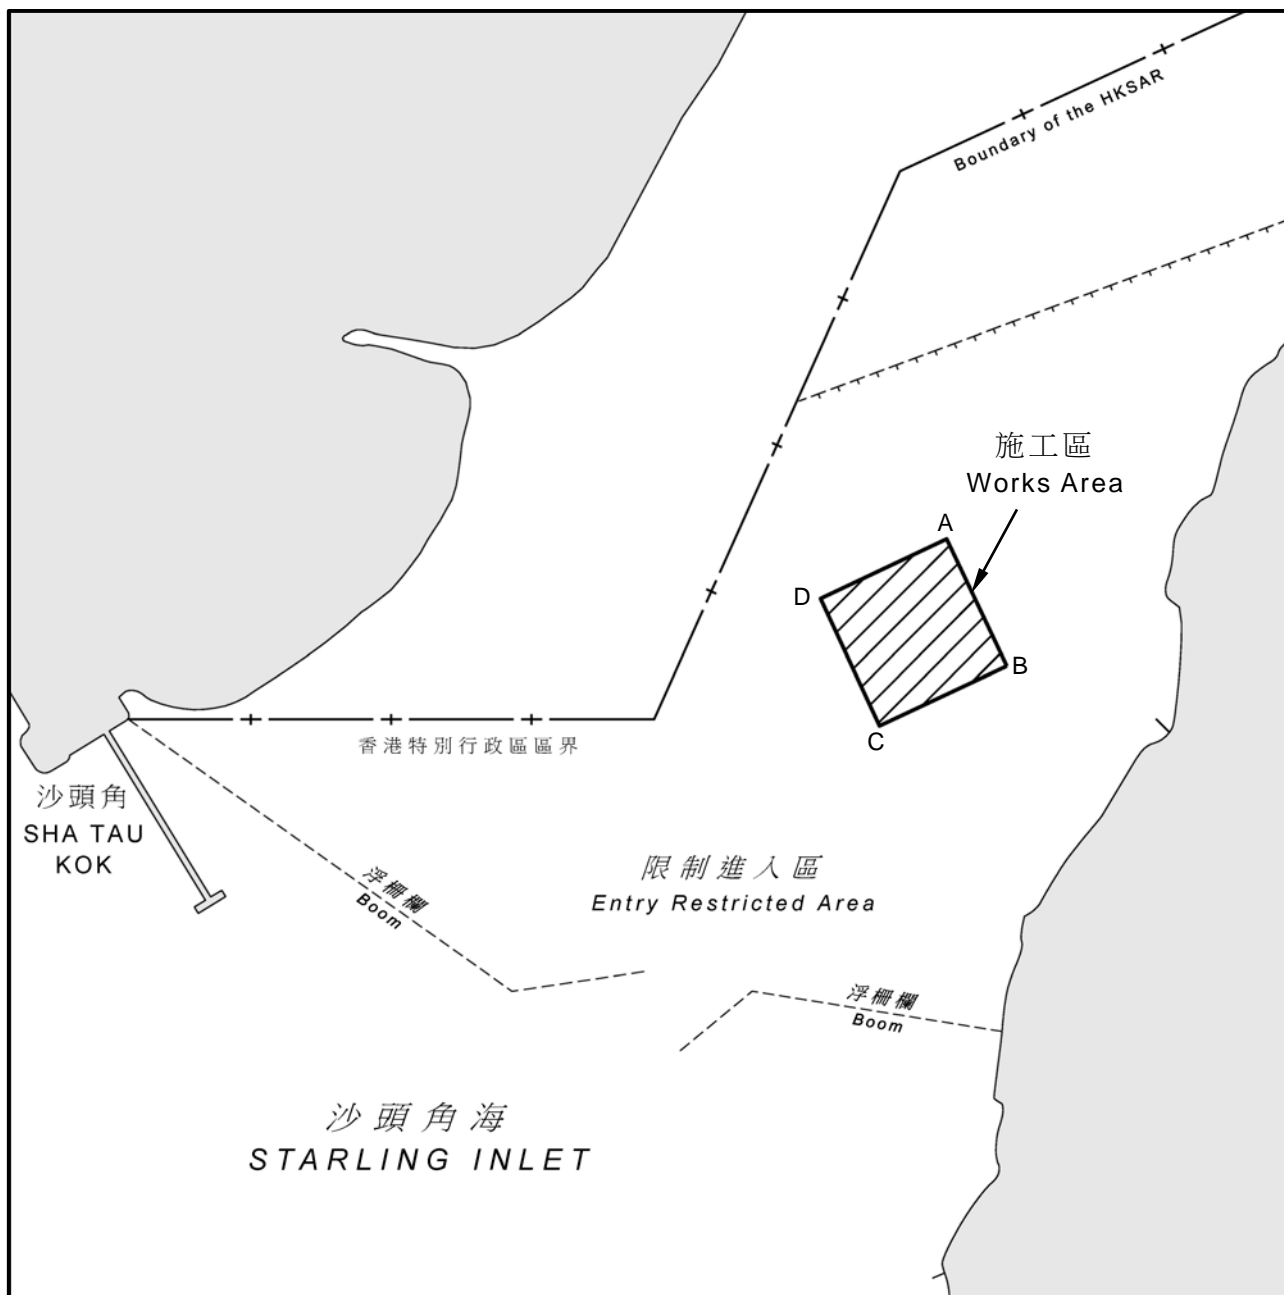 Boundary of the HKSAR
施工區
Works Area
A
D
B
C
香港特別行政區區界
沙頭角
SHA TAU
KOK
限制進入區
Entry Restricted Area
浮柵欄
Boom
浮柵欄
Boom
沙頭角海
STARLING INLET